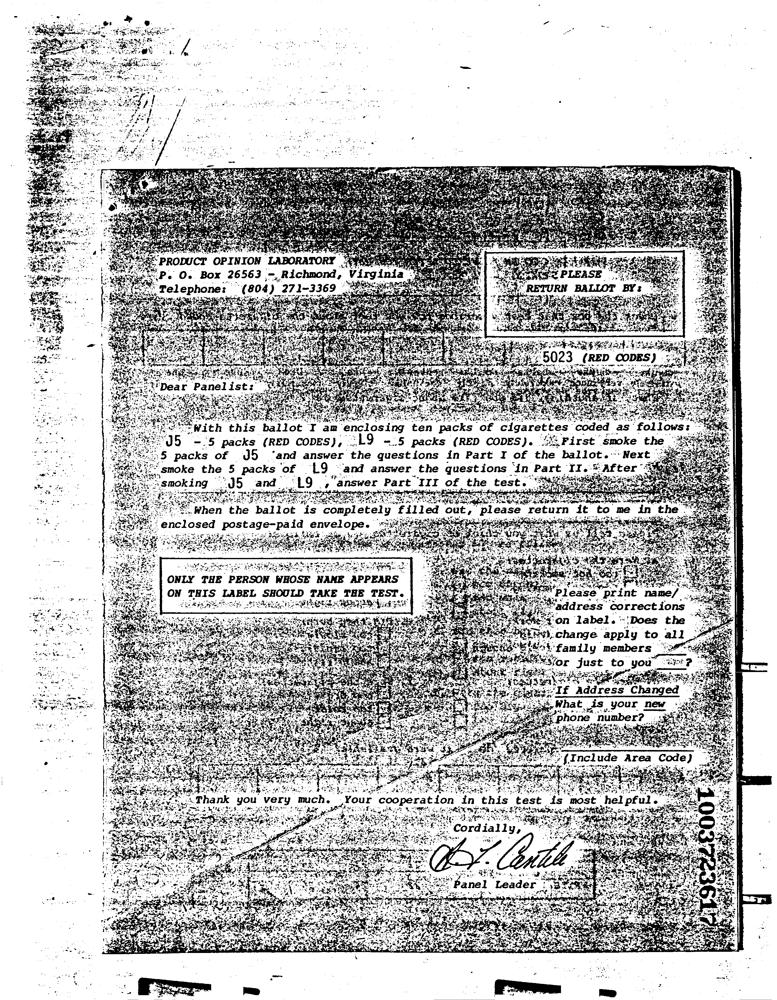 PRODUCT OPINION LABORATORY
P. O. Box 26563 - Richmond, Virginia
Telephone: (804) 271-3369
PLEASE
RETURN BALLOT BY:
5023 (RED CODES)
Dear Panelist:
With this ballot I am enclosing ten packs of cigarettes coded as follows:
J5 - 5 packs (RED CODES), L9 - 5 packs (RED CODES). First smoke the
5 packs of J5 and answer the questions in Part I of the ballot. Next
smoke the 5 packs of L9 and answer the questions in Part II. After
smoking J5 and L9, answer Part III of the test.
When the ballot is completely filled out, please return it to me in the
enclosed postage-paid envelope.
ONLY THE PERSON WHOSE NAME APPEARS
ON THIS LABEL SHOULD TAKE THE TEST.
Please print name/
address corrections
on label. Does the
change apply to all
family members
or just to you ?
If Address Changed
What is your new
phone number?
(Include Area Code)
Thank you very much. Your cooperation in this test is most helpful.
Cordially,
Panel Leader
1003723617